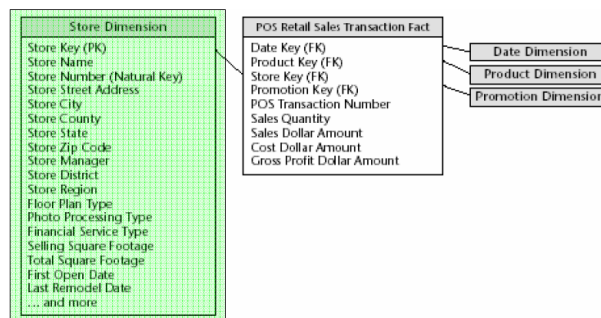 Store Dimension
Store Key (PK)
Store Name
Store Number (Natural Key)
Store Street Address
Store City
Store County
Store State
Store Zip Code
Store Manager
Store District
Store Region
Floor Plan Type
Photo Processing Type
Financial Service Type
Selling Square Footage
Total Square Footage
First Open Date
Last Remodel Date
... and more
POS Retail Sales Transaction Fact
Date Key (FK)
Product Key (FK)
Store Key (FK)
Promotion Key (FK)
POS Transaction Number
Sales Quantity
Sales Dollar Amount
Cost Dollar Amount
Gross Profit Dollar Amount
Date Dimension
Product Dimension
Promotion Dimension